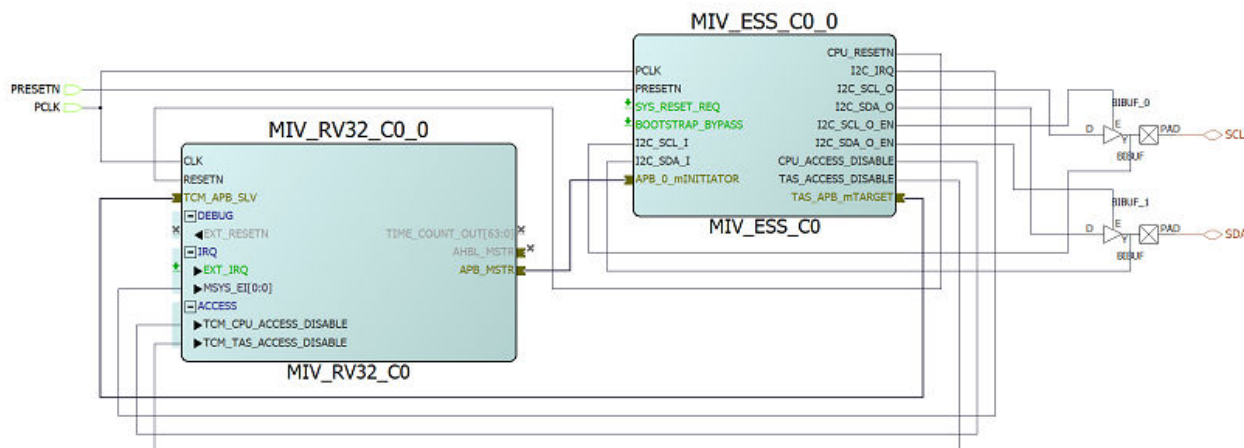 MIV_ESS_C0_0
CPU_RESETN
PCLK
I2C_IRQ
PRESETN
I2C_SCL_O
SYS_RESET_REQ
I2C_SDA_O
BOOTSTRAP_BYPASS
I2C_SCL_O_EN
I2C_SCL_I
I2C_SDA_O_EN
I2C_SDA_I
CPU_ACCESS_DISABLE
APB_0_mINITIATOR
TAS_ACCESS_DISABLE
TAS_APB_mTARGET
MIV_ESS_C0
PRESETN
PCLK
MIV_RV32_C0_0
CLK
RESETN
TCM_APB_SLV
DEBUG
EXT_RESETN
TIME_COUNT_OUT[63:0]
IRQ
AHBL_MSTR
EXT_IRQ
APB_MSTR
MSYS_EI[0:0]
ACCESS
TCM_CPU_ACCESS_DISABLE
TCM_TAS_ACCESS_DISABLE
MIV_RV32_C0
BIBUF_0
E
D
Y
PAD
SCL
BIBUF
BIBUF_1
E
D
Y
PAD
SDA
BIBUF